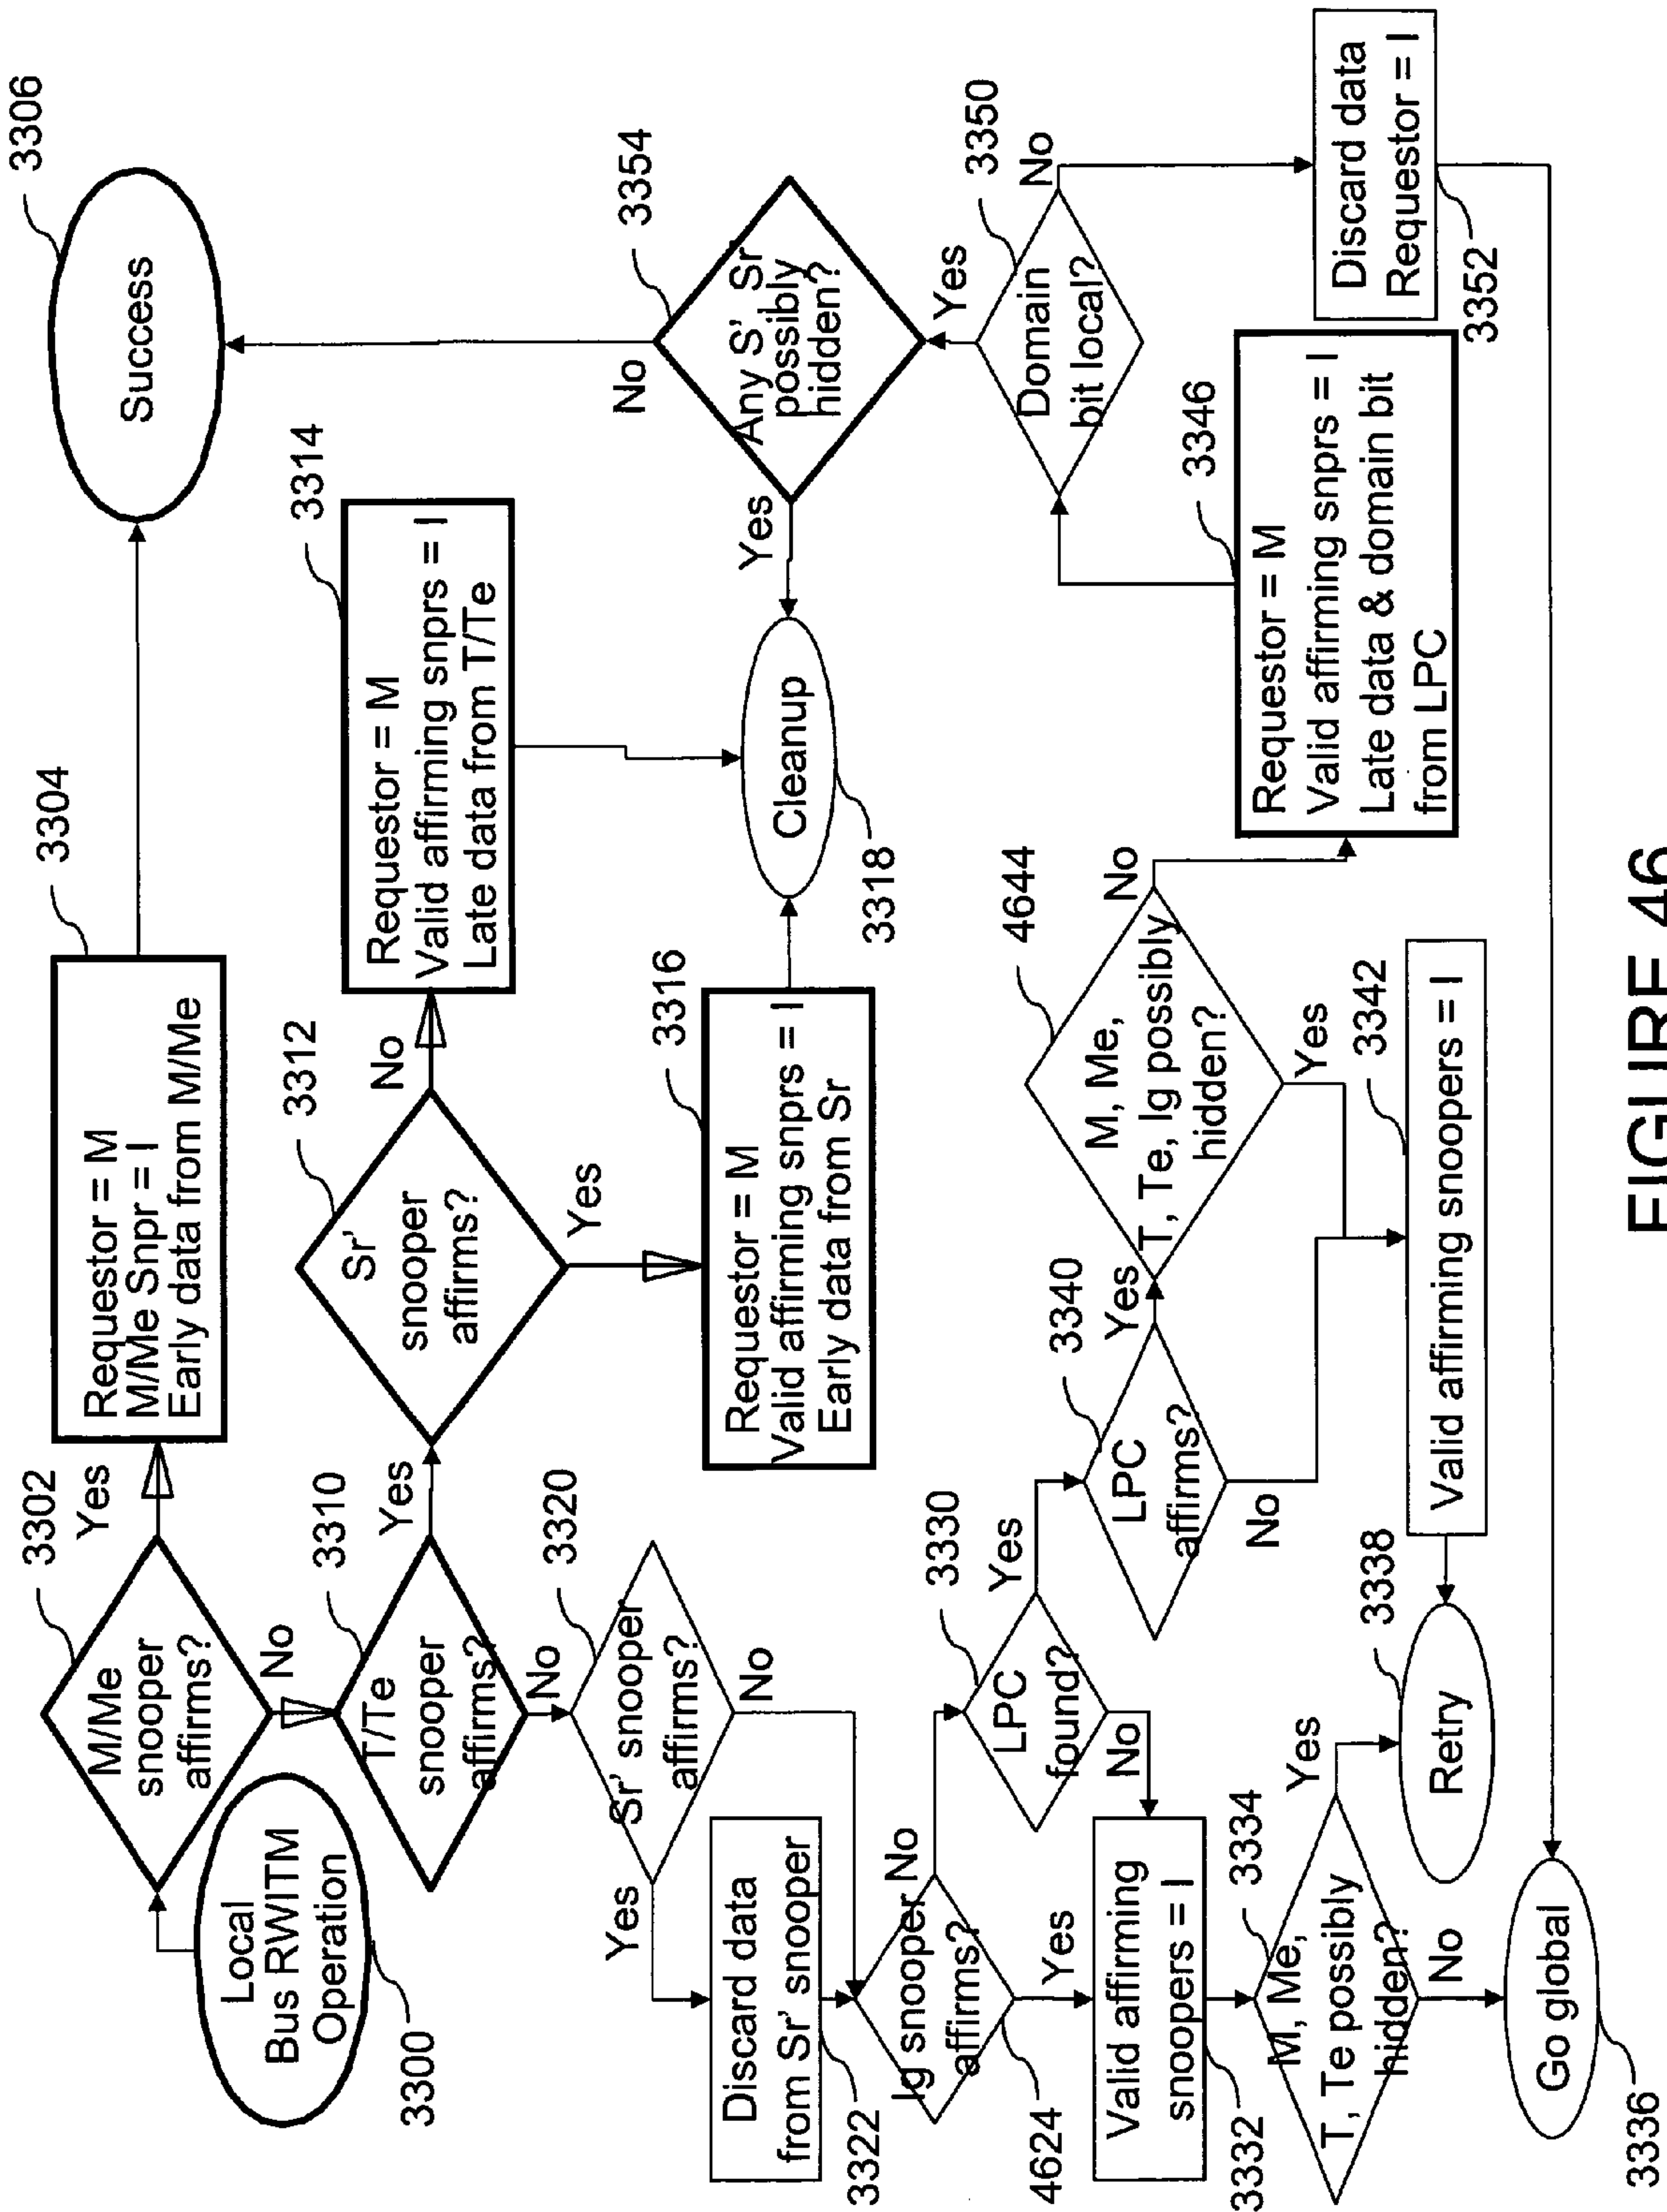 3300
Local
Bus RWITM
Operation
3302
M/Me
snooper
affirms?
Yes
No
3304
Requestor = M
M/Me Snpr = I
Early data from M/Me
3306
Success
3310
T/Te
snooper
affirms?
Yes
No
3312
Sr'
snooper
affirms?
No
Yes
3314
Requestor = M
Valid affirming snprs = I
Late data from T/Te
3316
Requestor = M
Valid affirming snprs = I
Early data from Sr
Cleanup
3318
3320
Sr' snooper
affirms?
Yes
No
Discard data
from Sr' snooper
3322
Ig snooper
affirms?
4624
No
Yes
3330
LPC
found?
Yes
No
Valid affirming
snoopers = I
3332
3334
M, Me,
T, Te possibly
hidden?
Yes
No
Go global
3336
3338
Retry
3340
LPC
affirms?
Yes
No
4644
M, Me,
T, Te, Ig possibly
hidden?
No
Yes
3342
Valid affirming snoopers = I
3346
Requestor = M
Valid affirming snprs = I
Late data & domain bit
from LPC
3350
Domain
bit local?
Yes
No
3354
Any S' Sr
possibly
hidden?
No
Yes
Discard data
Requestor = I
3352
FIGURE 46